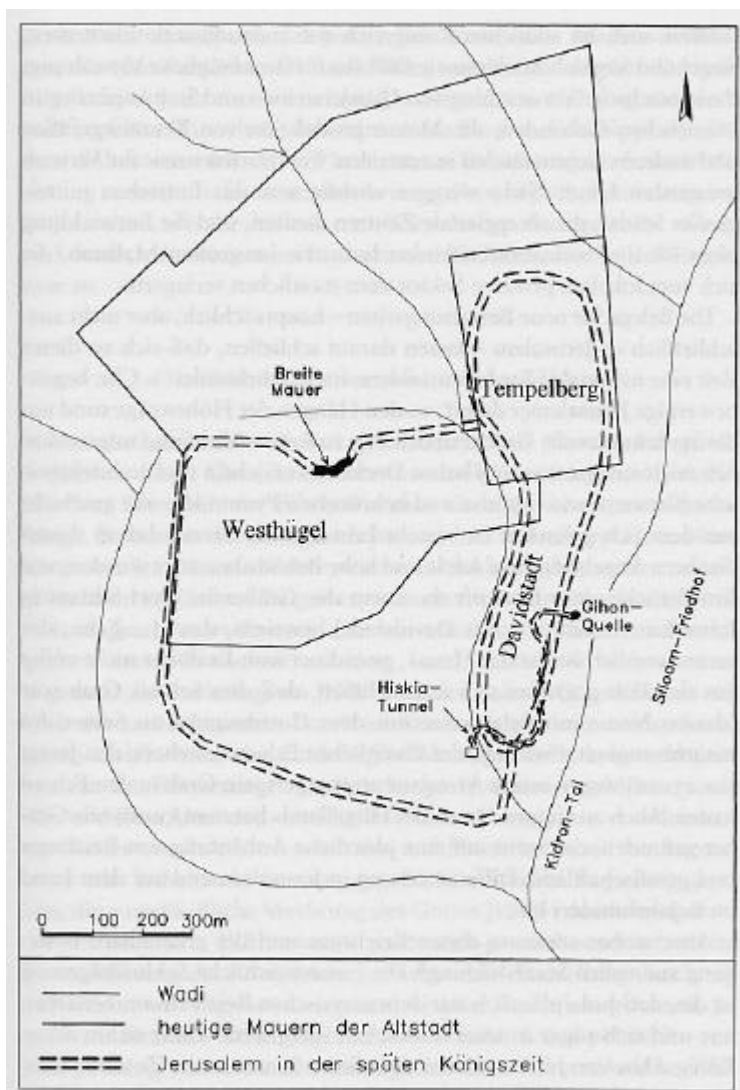 Breite
Mauer
Tempelberg
Westhügel
Davidstadt
Gihon-
Quelle
Siloam-Friedhof
Hiskia-
Tunnel
Kidron-Tal
0 100 200 300m
Wadi
heutige Mauern der Altstadt
Jerusalem in der späten Königszeit